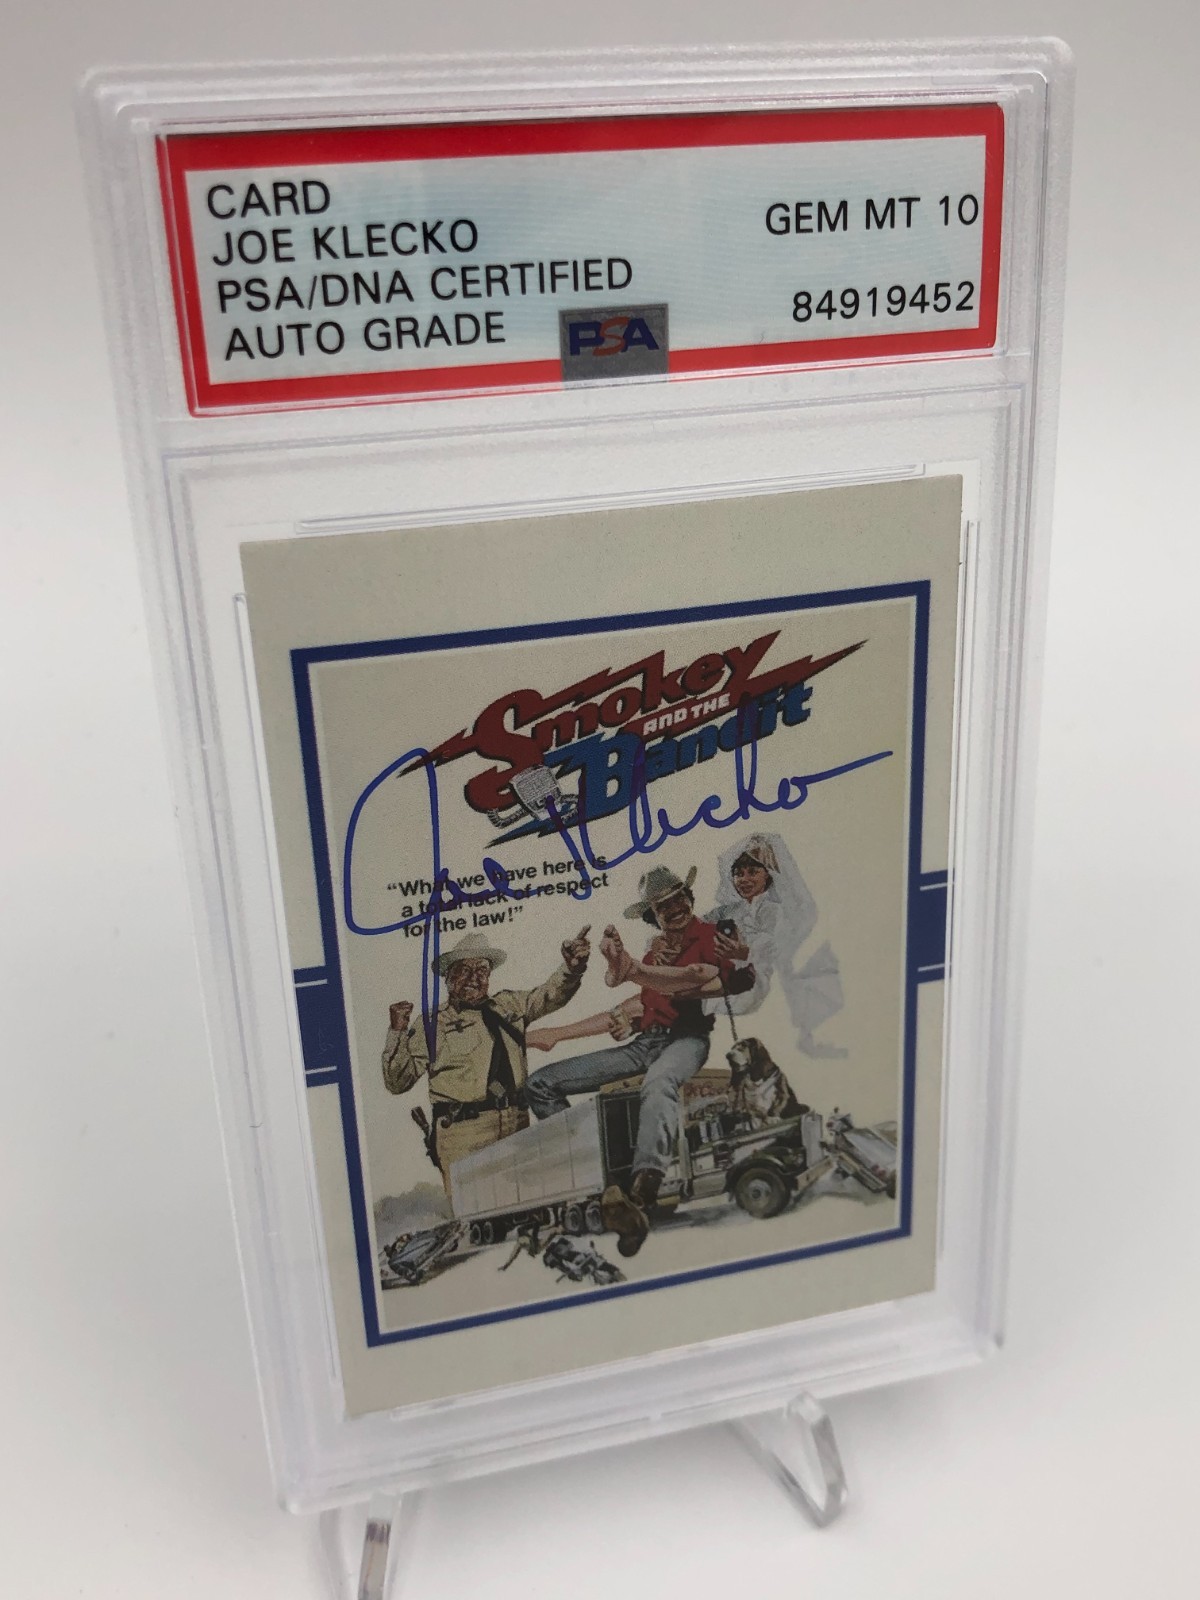 CARD
JOE KLECKO
PSA/DNA CERTIFIED
AUTO GRADE
GEM MT 10
84919452
PSA
Smokey
AND THE
Bandit
Joe Klecko
"What we have here is
a total lack of respect
for the law!"